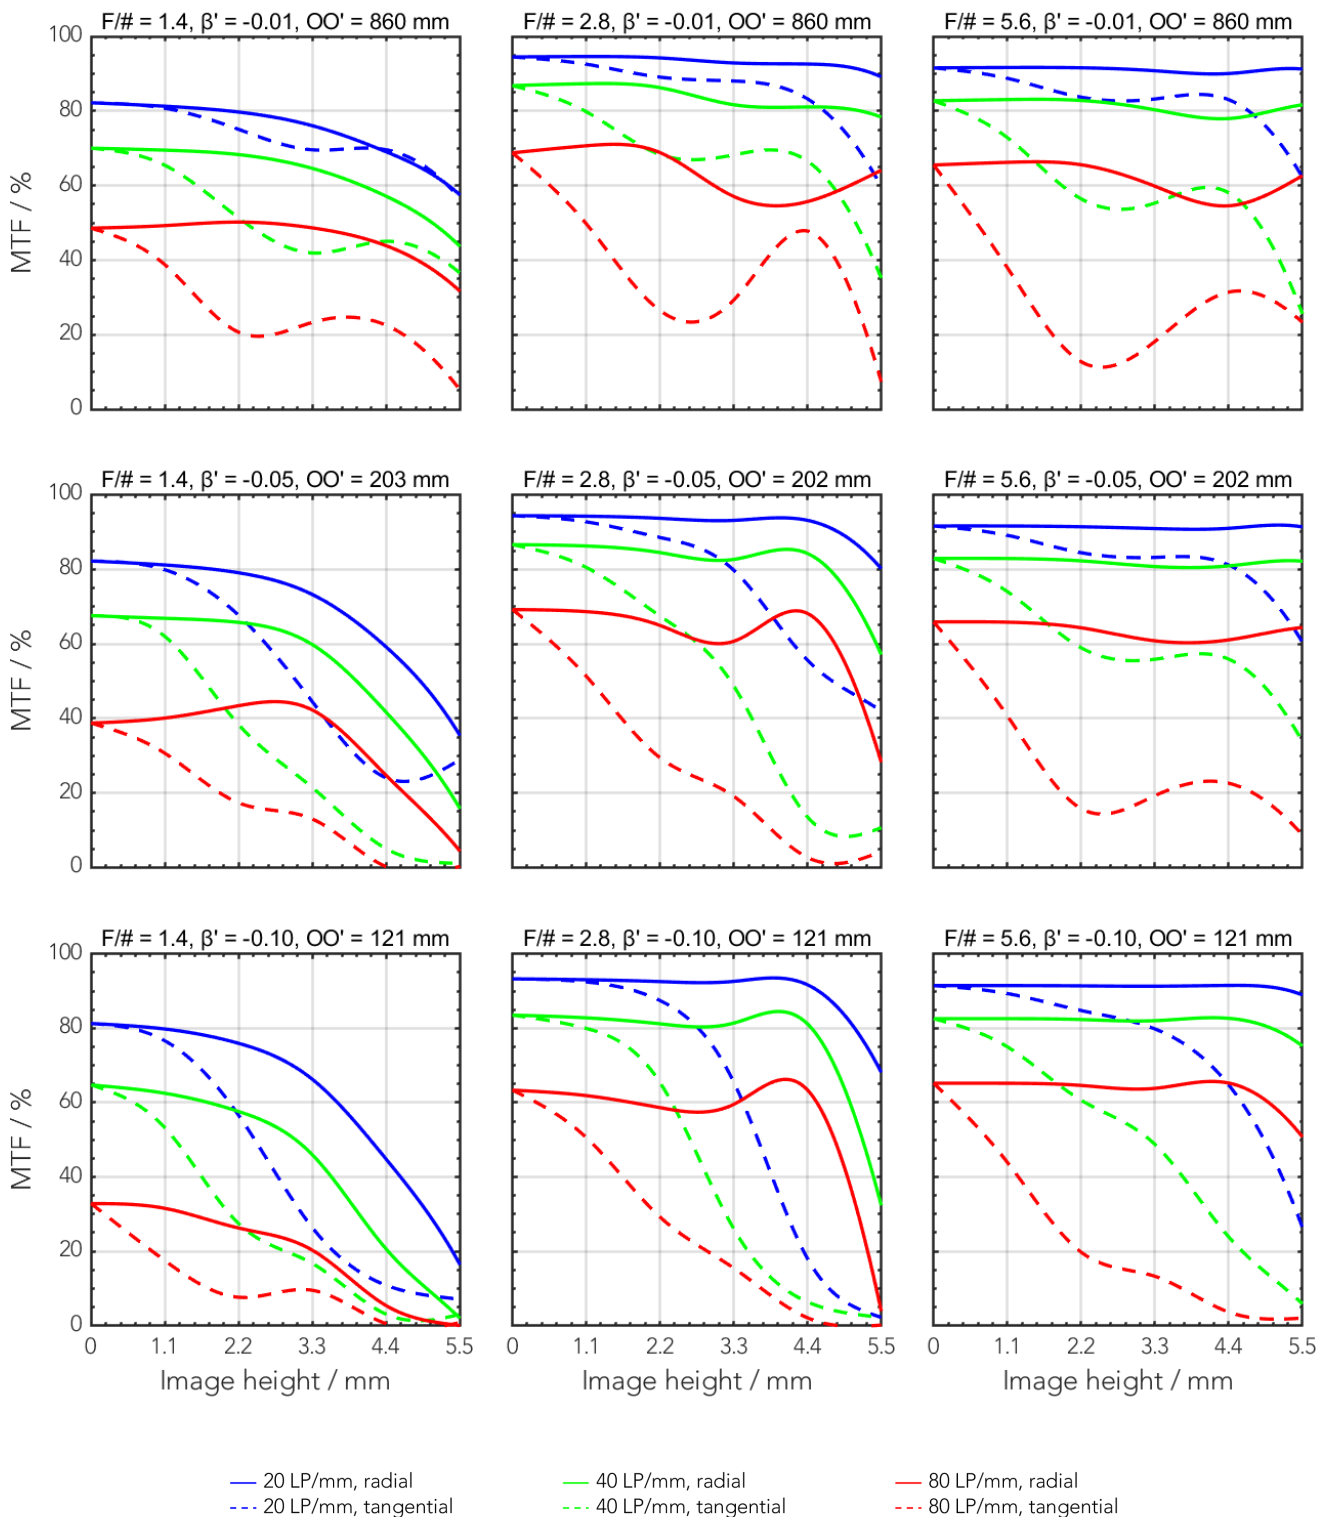 F/# = 1.4, β' = -0.01, OO' = 860 mm
F/# = 2.8, β' = -0.01, OO' = 860 mm
F/# = 5.6, β' = -0.01, OO' = 860 mm
100
80
60
40
20
0
MTF / %
F/# = 1.4, β' = -0.05, OO' = 203 mm
F/# = 2.8, β' = -0.05, OO' = 202 mm
F/# = 5.6, β' = -0.05, OO' = 202 mm
100
80
60
40
20
0
MTF / %
F/# = 1.4, β' = -0.10, OO' = 121 mm
F/# = 2.8, β' = -0.10, OO' = 121 mm
F/# = 5.6, β' = -0.10, OO' = 121 mm
100
80
60
40
20
0
MTF / %
0 1.1 2.2 3.3 4.4 5.5
0 1.1 2.2 3.3 4.4 5.5
0 1.1 2.2 3.3 4.4 5.5
Image height / mm
Image height / mm
Image height / mm
20 LP/mm, radial
40 LP/mm, radial
80 LP/mm, radial
20 LP/mm, tangential
40 LP/mm, tangential
80 LP/mm, tangential